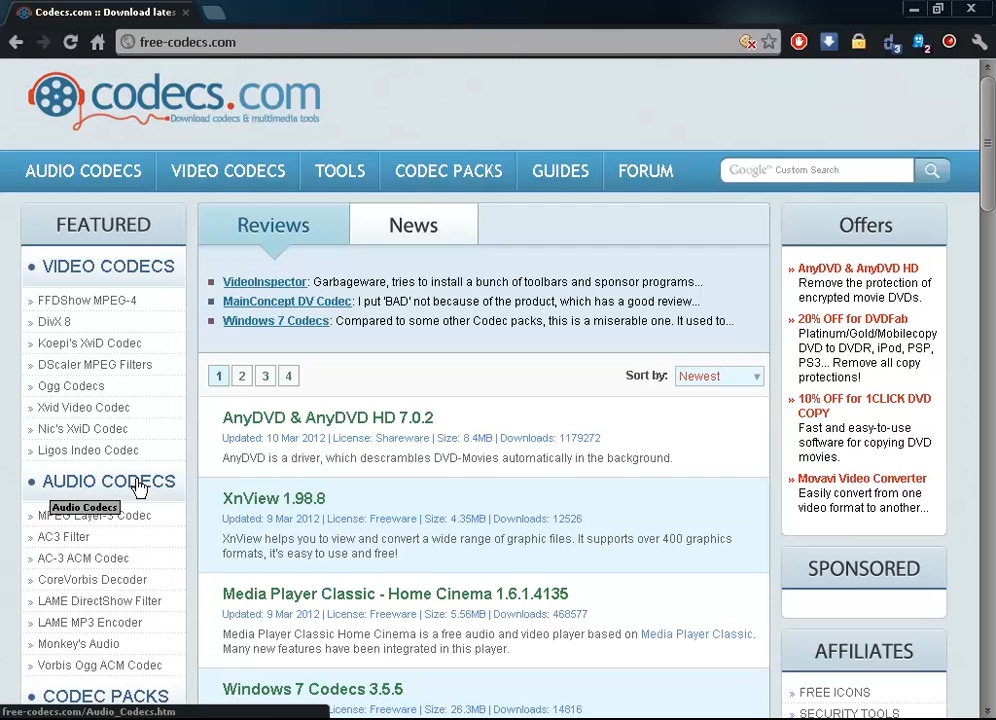 Codecs.com :: Download lates
free-codecs.com
3
2
codecs.com
Download codecs & multimedia tools
AUDIO CODECS
VIDEO CODECS
TOOLS
CODEC PACKS
GUIDES
FORUM
Google™ Custom Search
FEATURED
VIDEO CODECS
» FFDShow MPEG-4
» DivX 8
» Koepi's XviD Codec
» DScaler MPEG Filters
» Ogg Codecs
» Xvid Video Codec
» Nic's XviD Codec
» Ligos Indeo Codec
AUDIO CODECS
Audio Codecs
» MPEG Layer-3 Codec
» AC3 Filter
» AC-3 ACM Codec
» CoreVorbis Decoder
» LAME DirectShow Filter
» LAME MP3 Encoder
» Monkey's Audio
» Vorbis Ogg ACM Codec
CODEC PACKS
free-codecs.com/Audio_Codecs.htm
Reviews
News
VideoInspector: Garbageware, tries to install a bunch of toolbars and sponsor programs...
MainConcept DV Codec: I put 'BAD' not because of the product, which has a good review...
Windows 7 Codecs: Compared to some other Codec packs, this is a miserable one. It used to...
1 2 3 4
Sort by: Newest
AnyDVD & AnyDVD HD 7.0.2
Updated: 10 Mar 2012 | License: Shareware | Size: 8.4MB | Downloads: 1179272
AnyDVD is a driver, which descrambles DVD-Movies automatically in the background.
XnView 1.98.8
Updated: 9 Mar 2012 | License: Freeware | Size: 4.35MB | Downloads: 12526
XnView helps you to view and convert a wide range of graphic files. It supports over 400 graphics
formats, it's easy to use and free!
Media Player Classic - Home Cinema 1.6.1.4135
Updated: 9 Mar 2012 | License: Freeware | Size: 5.56MB | Downloads: 468577
Media Player Classic Home Cinema is a free audio and video player based on Media Player Classic.
Many new features have been integrated in this player.
Windows 7 Codecs 3.5.5
Updated: 9 Mar 2012 | License: Freeware | Size: 26.3MB | Downloads: 14816
Offers
» AnyDVD & AnyDVD HD
Remove the protection of
encrypted movie DVDs.
» 20% OFF for DVDFab
Platinum/Gold/Mobilecopy
DVD to DVDR, iPod, PSP,
PS3... Remove all copy
protections!
» 10% OFF for 1CLICK DVD
COPY
Fast and easy-to-use
software for copying DVD
movies.
» Movavi Video Converter
Easily convert from one
video format to another...
SPONSORED
AFFILIATES
» FREE ICONS
» SECURITY TOOLS